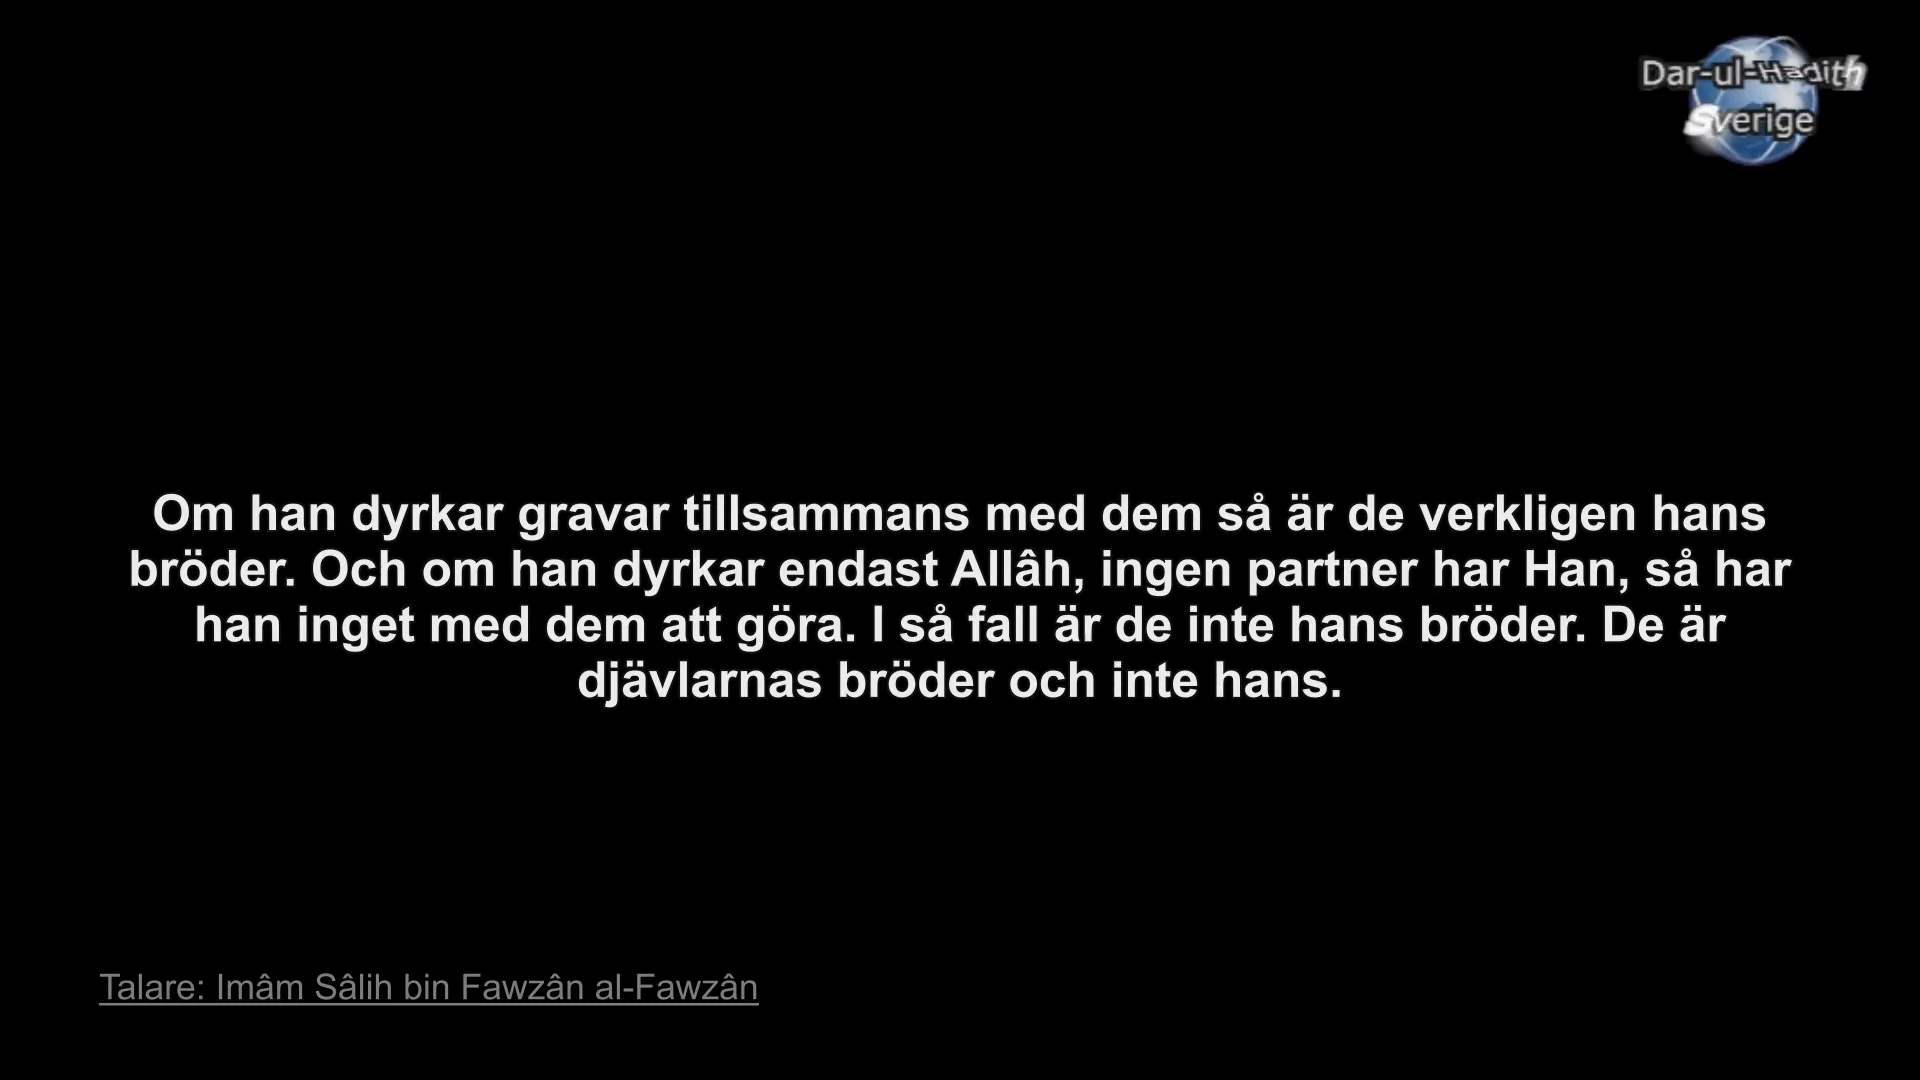 Dar-ul-Hadith
Sverige
Om han dyrkar gravar tillsammans med dem så är de verkligen hans
bröder. Och om han dyrkar endast Allâh, ingen partner har Han, så har
han inget med dem att göra. I så fall är de inte hans bröder. De är
djävlarnas bröder och inte hans.
Talare: Imâm Sâlih bin Fawzân al-Fawzân